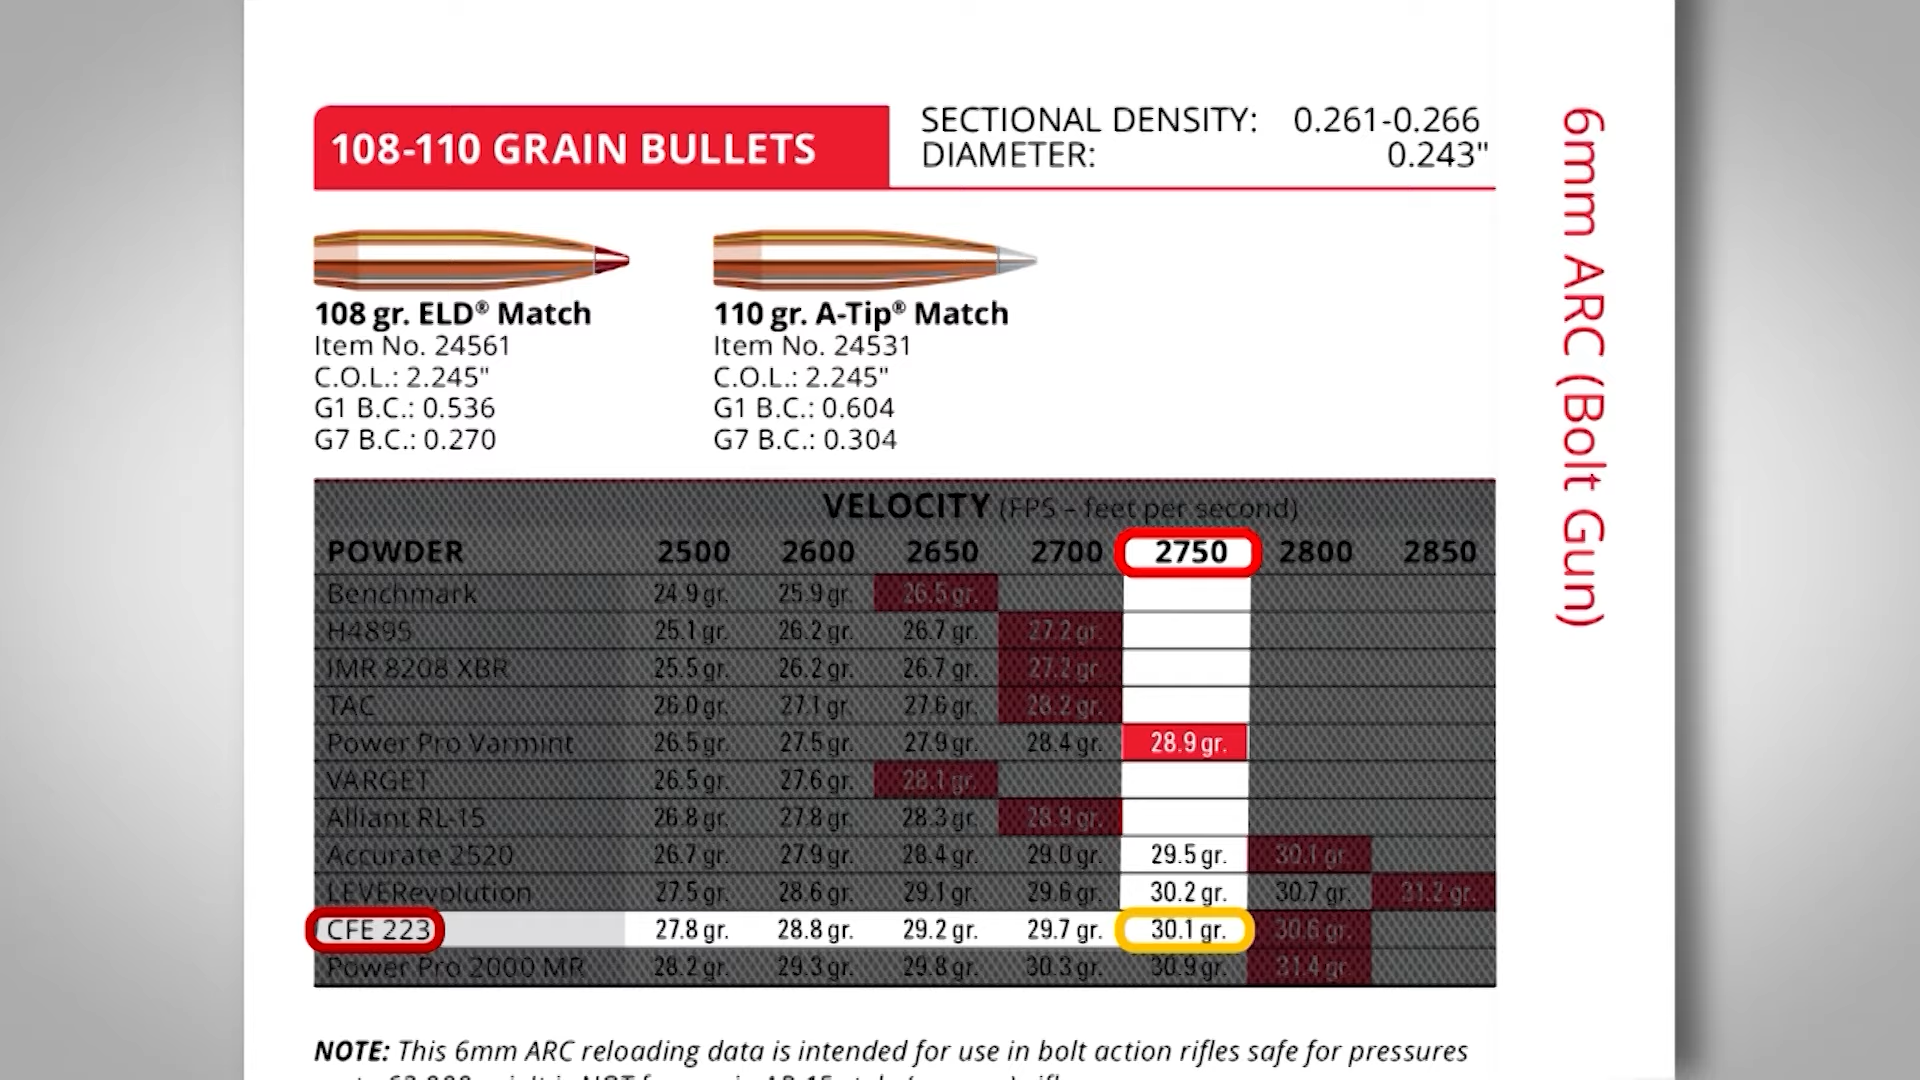 108-110 GRAIN BULLETS
SECTIONAL DENSITY: 0.261-0.266
DIAMETER: 0.243"
6mm ARC (Bolt Gun)
108 gr. ELD® Match
Item No. 24561
C.O.L.: 2.245"
G1 B.C.: 0.536
G7 B.C.: 0.270
110 gr. A-Tip® Match
Item No. 24531
C.O.L.: 2.245"
G1 B.C.: 0.604
G7 B.C.: 0.304
VELOCITY (FPS – feet per second)
POWDER 2500 2600 2650 2700 2750 2800 2850
Benchmark 24.9 gr. 25.9 gr. 26.5 gr.
H4895 25.1 gr. 26.2 gr. 26.7 gr. 27.2 gr.
IMR 8208 XBR 25.5 gr. 26.2 gr. 26.7 gr. 27.2 gr.
TAC 26.0 gr. 27.1 gr. 27.6 gr. 28.2 gr.
Power Pro Varmint 26.5 gr. 27.5 gr. 27.9 gr. 28.4 gr. 28.9 gr.
VARGET 26.5 gr. 27.6 gr. 28.1 gr.
Alliant RL-15 26.8 gr. 27.8 gr. 28.3 gr. 28.9 gr.
Accurate 2520 26.7 gr. 27.9 gr. 28.4 gr. 29.0 gr. 29.5 gr. 30.1 gr.
LEVERevolution 27.5 gr. 28.6 gr. 29.1 gr. 29.6 gr. 30.2 gr. 30.7 gr. 31.2 gr.
CFE 223 27.8 gr. 28.8 gr. 29.2 gr. 29.7 gr. 30.1 gr. 30.6 gr.
Power Pro 2000 MR 28.2 gr. 29.3 gr. 29.8 gr. 30.3 gr. 30.9 gr. 31.4 gr.
NOTE: This 6mm ARC reloading data is intended for use in bolt action rifles safe for pressures